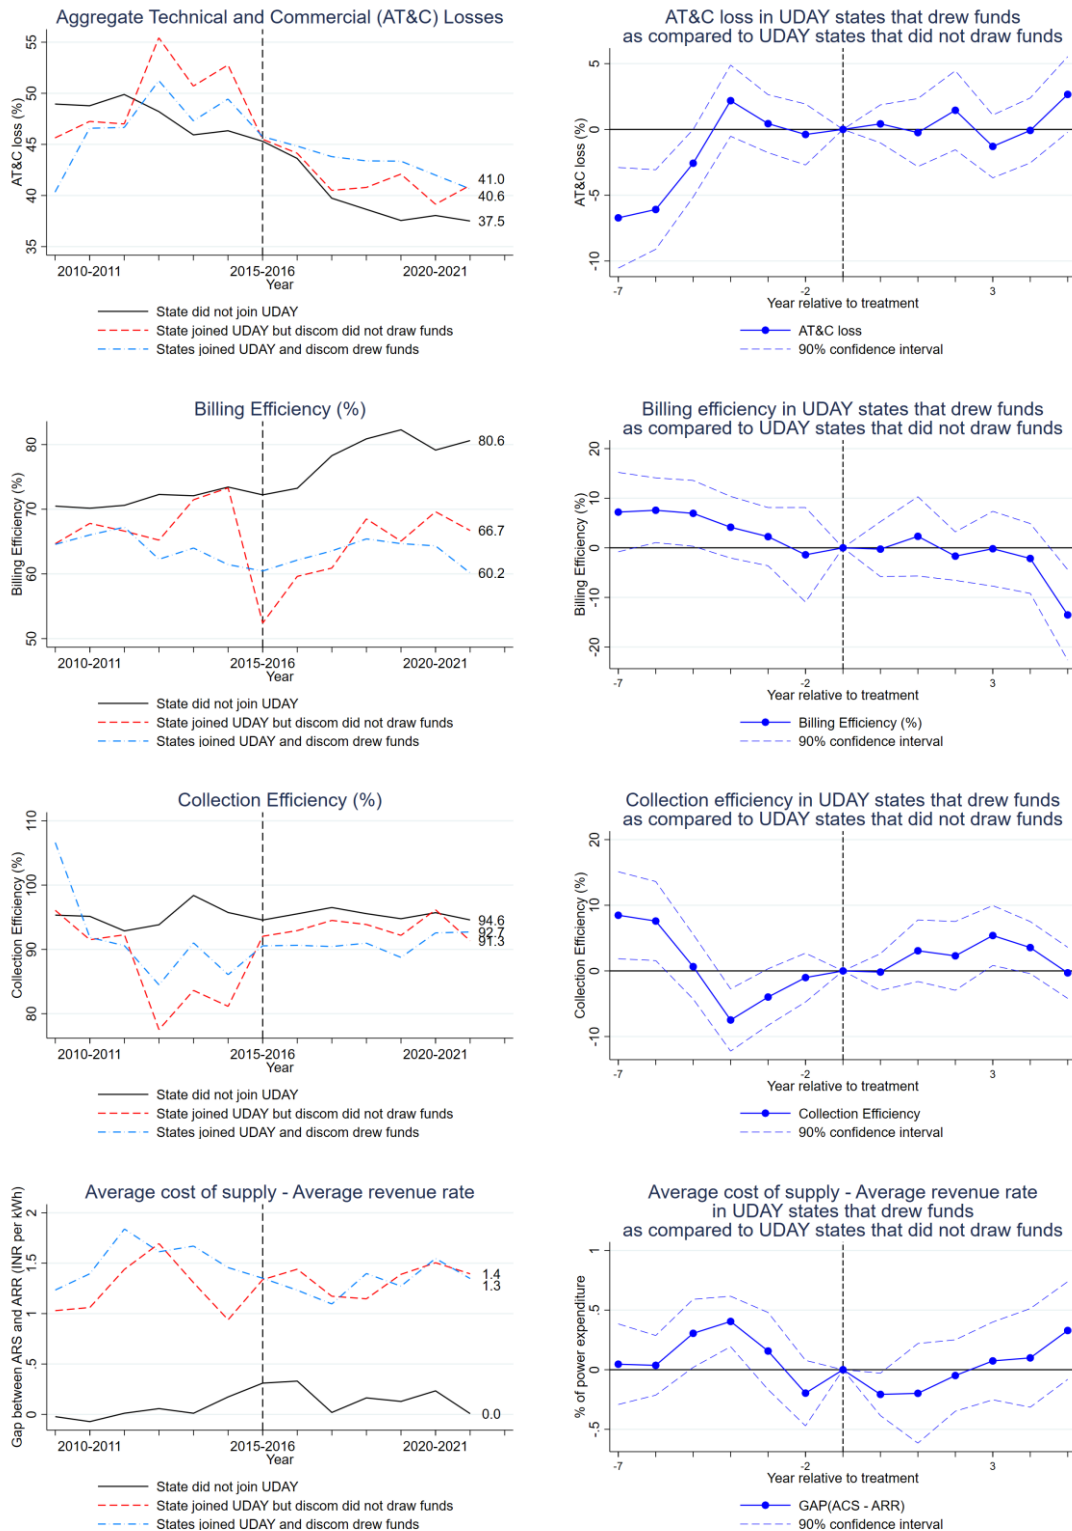 Aggregate Technical and Commercial (AT&C) Losses
AT&C loss (%)
55
50
45
40
35
41.0
40.6
37.5
2010-2011
2015-2016
2020-2021
Year
State did not join UDAY
State joined UDAY but discom did not draw funds
States joined UDAY and discom drew funds
AT&C loss in UDAY states that drew funds
as compared to UDAY states that did not draw funds
AT&C loss (%)
5
0
-5
-10
-7
-2
3
Year relative to treatment
AT&C loss
90% confidence interval
Billing Efficiency (%)
Billing Efficiency (%)
80
70
60
50
80.6
66.7
60.2
2010-2011
2015-2016
2020-2021
Year
State did not join UDAY
State joined UDAY but discom did not draw funds
States joined UDAY and discom drew funds
Billing efficiency in UDAY states that drew funds
as compared to UDAY states that did not draw funds
Billing Efficiency (%)
20
10
0
-10
-20
-7
-2
3
Year relative to treatment
Billing Efficiency (%)
90% confidence interval
Collection Efficiency (%)
Collection Efficiency (%)
110
100
90
80
94.6
92.7
91.3
2010-2011
2015-2016
2020-2021
Year
State did not join UDAY
State joined UDAY but discom did not draw funds
States joined UDAY and discom drew funds
Collection efficiency in UDAY states that drew funds
as compared to UDAY states that did not draw funds
Collection Efficiency (%)
20
10
0
-10
-7
-2
3
Year relative to treatment
Collection Efficiency
90% confidence interval
Average cost of supply - Average revenue rate
Gap between ARS and ARR (INR per kWh)
2
1.5
1
.5
0
1.4
1.3
0.0
2010-2011
2015-2016
2020-2021
Year
State did not join UDAY
State joined UDAY but discom did not draw funds
States joined UDAY and discom drew funds
Average cost of supply - Average revenue rate
in UDAY states that drew funds
as compared to UDAY states that did not draw funds
% of power expenditure
1
.5
0
-.5
-7
-2
3
Year relative to treatment
GAP(ACS - ARR)
90% confidence interval